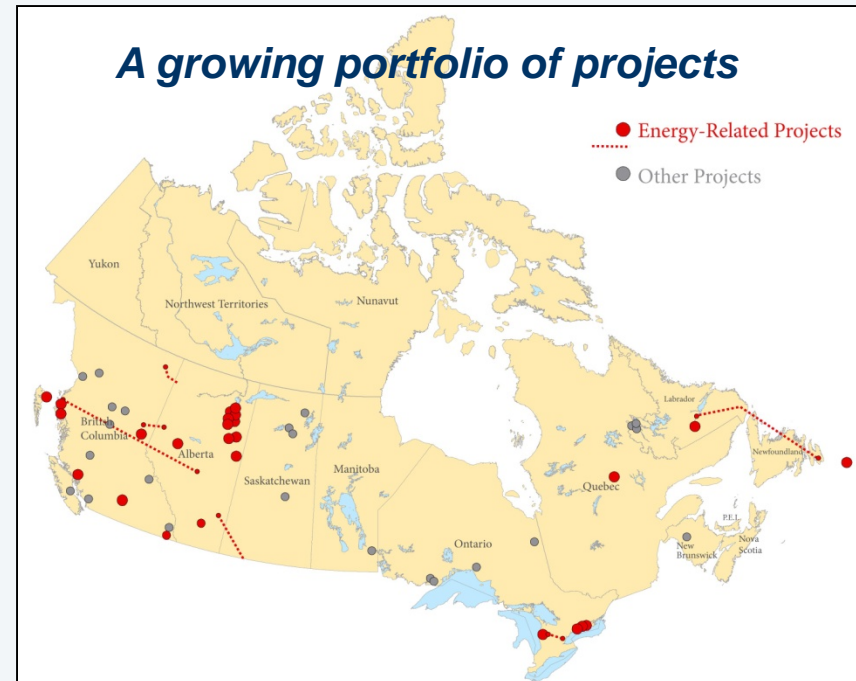 A growing portfolio of projects
Energy-Related Projects
Other Projects
Yukon
Northwest Territories
Nunavut
British
Columbia
Alberta
Saskatchewan
Manitoba
Ontario
Quebec
Labrador
Newfoundland
P.E.I.
New
Brunswick
Nova
Scotia